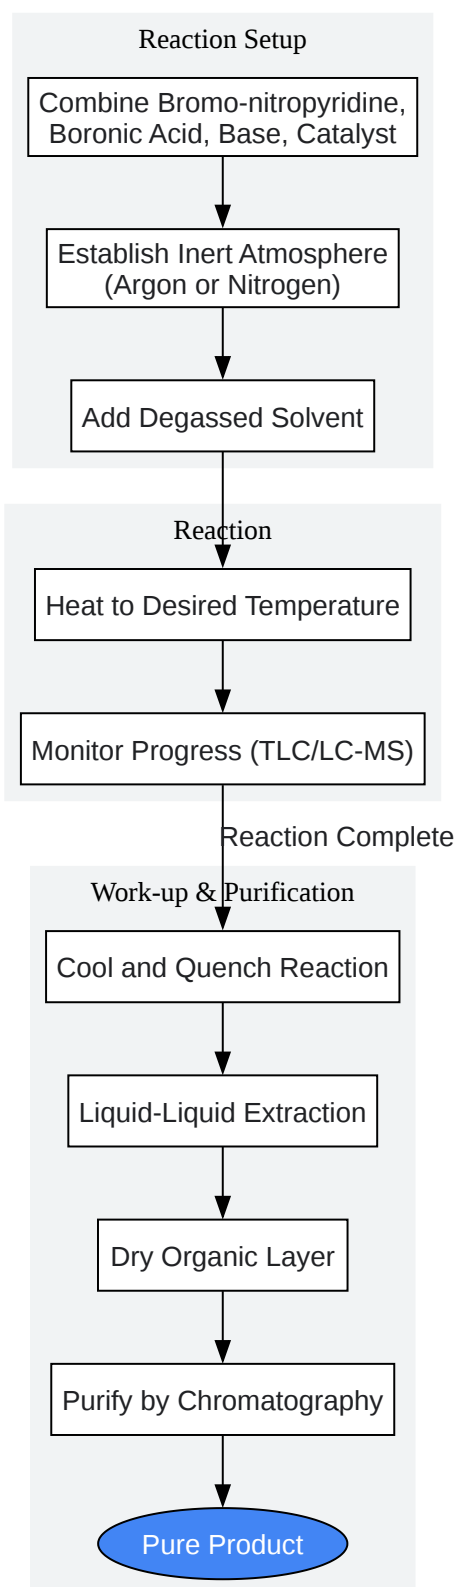 Reaction Setup
Combine Bromo-nitropyridine,
Boronic Acid, Base, Catalyst
Establish Inert Atmosphere
(Argon or Nitrogen)
Add Degassed Solvent
Reaction
Heat to Desired Temperature
Monitor Progress (TLC/LC-MS)
Reaction Complete
Work-up & Purification
Cool and Quench Reaction
Liquid-Liquid Extraction
Dry Organic Layer
Purify by Chromatography
Pure Product